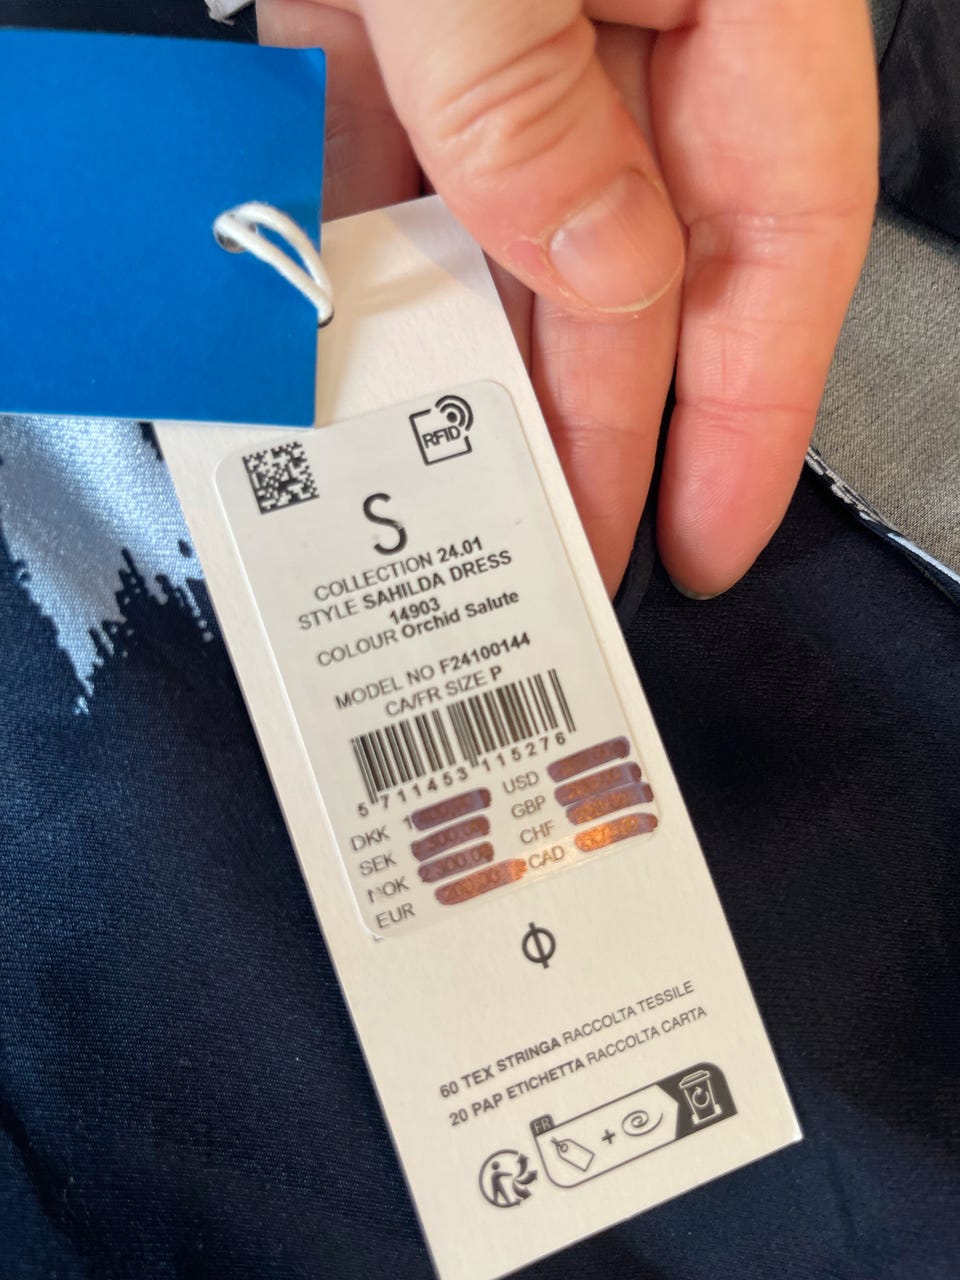 RFID
S
COLLECTION 24.01
STYLE SAHILDA DRESS
14903
COLOUR Orchid Salute
MODEL NO F24100144
CA/FR SIZE P
5 711453 115276
DKK
SEK
NOK
EUR
USD
GBP
CHF
CAD
60 TEX STRINGA RACCOLTA TESSILE
20 PAP ETICHETTA RACCOLTA CARTA
FR
+